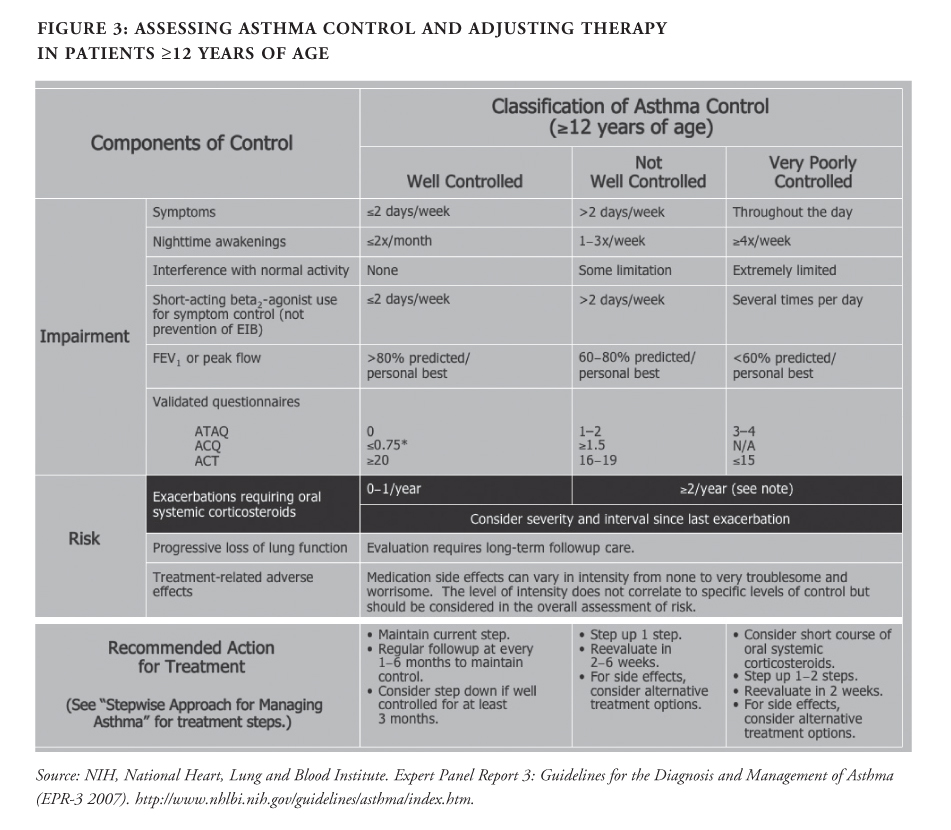 FIGURE 3: ASSESSING ASTHMA CONTROL AND ADJUSTING THERAPY
IN PATIENTS ≥12 YEARS OF AGE
Components of Control
Classification of Asthma Control
(≥12 years of age)
Well Controlled
Not
Well Controlled
Very Poorly
Controlled
Impairment
Symptoms
≤2 days/week
>2 days/week
Throughout the day
Nighttime awakenings
≤2x/month
1–3x/week
≥4x/week
Interference with normal activity
None
Some limitation
Extremely limited
Short-acting beta₂-agonist use
for symptom control (not
prevention of EIB)
≤2 days/week
>2 days/week
Several times per day
FEV₁ or peak flow
>80% predicted/
personal best
60–80% predicted/
personal best
<60% predicted/
personal best
Validated questionnaires
ATAQ
0
1–2
3–4
ACQ
≤0.75*
≥1.5
N/A
ACT
≥20
16–19
≤15
Risk
Exacerbations requiring oral
systemic corticosteroids
0–1/year
≥2/year (see note)
Consider severity and interval since last exacerbation
Progressive loss of lung function
Evaluation requires long-term followup care.
Treatment-related adverse
effects
Medication side effects can vary in intensity from none to very troublesome and
worrisome. The level of intensity does not correlate to specific levels of control but
should be considered in the overall assessment of risk.
Recommended Action
for Treatment
(See “Stepwise Approach for Managing
Asthma” for treatment steps.)
• Maintain current step.
• Regular followup at every
1–6 months to maintain
control.
• Consider step down if well
controlled for at least
3 months.
• Step up 1 step.
• Reevaluate in
2–6 weeks.
• For side effects,
consider alternative
treatment options.
• Consider short course of
oral systemic
corticosteroids.
• Step up 1–2 steps.
• Reevaluate in 2 weeks.
• For side effects,
consider alternative
treatment options.
Source: NIH, National Heart, Lung and Blood Institute. Expert Panel Report 3: Guidelines for the Diagnosis and Management of Asthma
(EPR-3 2007). http://www.nhlbi.nih.gov/guidelines/asthma/index.htm.